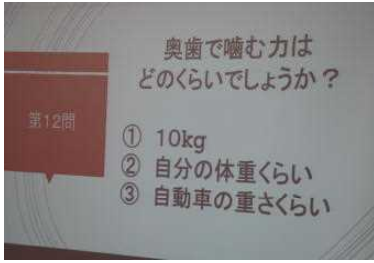 第12問
奥歯で噛む力は
どのくらいでしょうか？
① 10kg
② 自分の体重くらい
③ 自動車の重さくらい